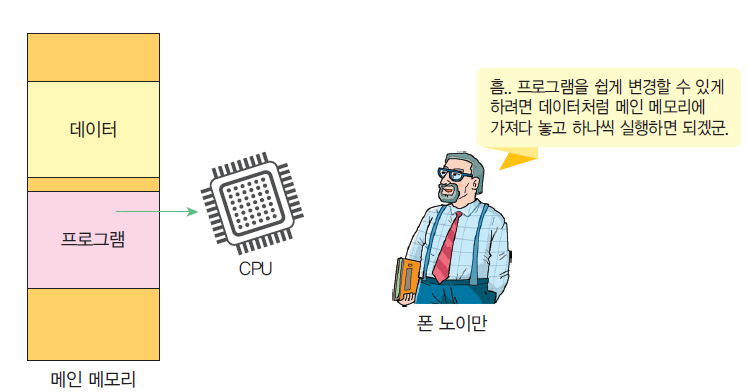 흠.. 프로그램을 쉽게 변경할 수 있게
하려면 데이터처럼 메인 메모리에
가져다 놓고 하나씩 실행하면 되겠군.
데이터
프로그램
CPU
폰 노이만
메인 메모리